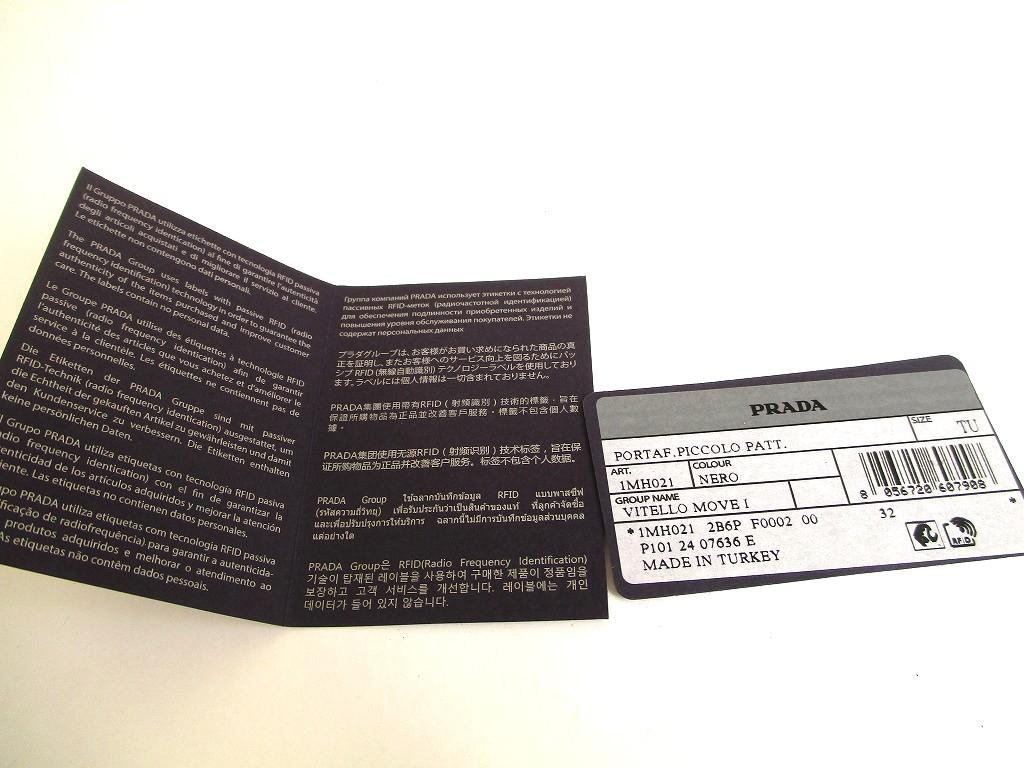 Il Gruppo PRADA utilizza etichette con tecnologia RFID passiva
(radio frequency identication) al fine di garantire l'autenticità
degli articoli acquistati e di migliorare il servizio al cliente.
Le etichette non contengono dati personali.
The PRADA Group uses labels with passive RFID (radio
frequency Identification) technology in order to guarantee the
authenticity of the items purchased, and improve customer
care. The labels contain no personal data.
Le Groupe PRADA utilise des étiquettes à technologie RFID
passive (radio frequency identication) afin de garantir
l'authenticité des articles que vous achetez et d'améliorer le
service à la clientèle. Les étiquettes ne contiennent pas de
données personnelles.
Die Etiketten der PRADA Gruppe sind mit passiver
RFID-Technik (radio frequency identication) ausgestattet, um
die Echtheit der gekauften Artikel zu gewährleisten und damit
den Kundenservice zu verbessern. Die Etiketten enthalten
keine persönlichen Daten.
Grupo PRADA utiliza etiquetas con tecnología RFID pasiva
frequency identication) con el fin de garantizar la
enticidad de los artículos adquiridos y mejorar la atención
iente. Las etiquetas no contienen datos personales.
PRADA utiliza etiquetas com tecnologia RFID passiva
ficação de radiofrequência) para garantir a autenticida-
produtos adquiridos e melhorar o atendimento ao
As etiquetas não contêm dados pessoais.
Группа компаний PRADA использует этикетки с технологией
пассивных RFID-меток (радиочастотной идентификацией)
для обеспечения подлинности приобретенных изделий и
повышения уровня обслуживания покупателей. Этикетки не
содержат персональных данных
プラダグループは、お客様がお買い求めになられた商品の真
正を証明し、またお客様へのサービス向上を図るためにパッ
シブ RFID (無線自動識別) テクノロジーラベルを使用しており
ます。ラベルには個人情報は一切含まれておりません。
PRADA集團使用帶有RFID（射頻識別）技術的標籤，旨在
保證所購物品為正品並改善客戶服務。標籤不包含個人數
據。
PRADA集团使用无源RFID（射频识别）技术标签，旨在保
证所购物品为正品并改善客户服务。标签不包含个人数据。
PRADA Group ใช้ฉลากบันทึกข้อมูล RFID แบบพาสซีฟ
(รหัสความถี่วิทยุ) เพื่อรับประกันว่าเป็นสินค้าของแท้ ที่ลูกค้าจัดซื้อ
และเพื่อปรับปรุงการให้บริการ ฉลากนี้ไม่มีการบันทึกข้อมูลส่วนบุคคล
แต่อย่างใด
PRADA Group은 RFID(Radio Frequency Identification)
기술이 탑재된 레이블을 사용하여 구매한 제품이 정품임을
보장하고 고객 서비스를 개선합니다. 레이블에는 개인
데이터가 들어 있지 않습니다.
PRADA
PORTAF.PICCOLO PATT.
SIZE
TU
ART.
1MH021
COLOUR
NERO
GROUP NAME
VITELLO MOVE I
8 056720 607908
*1MH021 2B6P F0002 00 32 *
P101 24 07636 E
MADE IN TURKEY
RFID